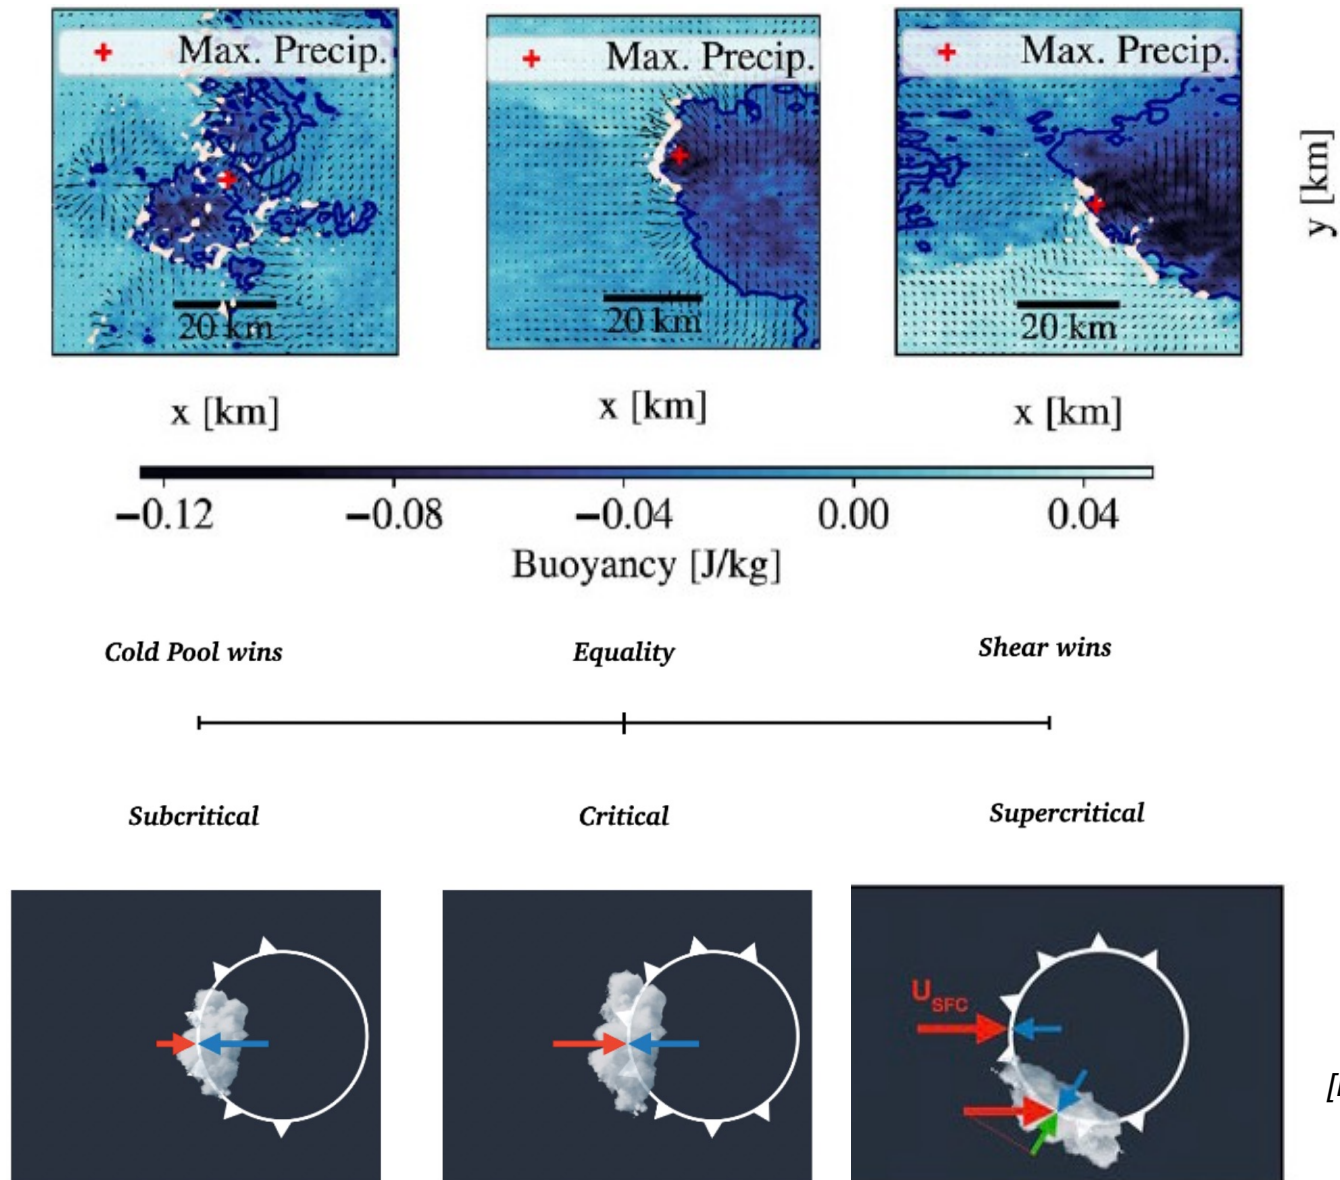 Max. Precip.
Max. Precip.
Max. Precip.
20 km
20 km
20 km
y [km]
x [km]
x [km]
x [km]
−0.12
−0.08
−0.04
0.00
0.04
Buoyancy [J/kg]
Cold Pool wins
Equality
Shear wins
Subcritical
Critical
Supercritical
U SFC